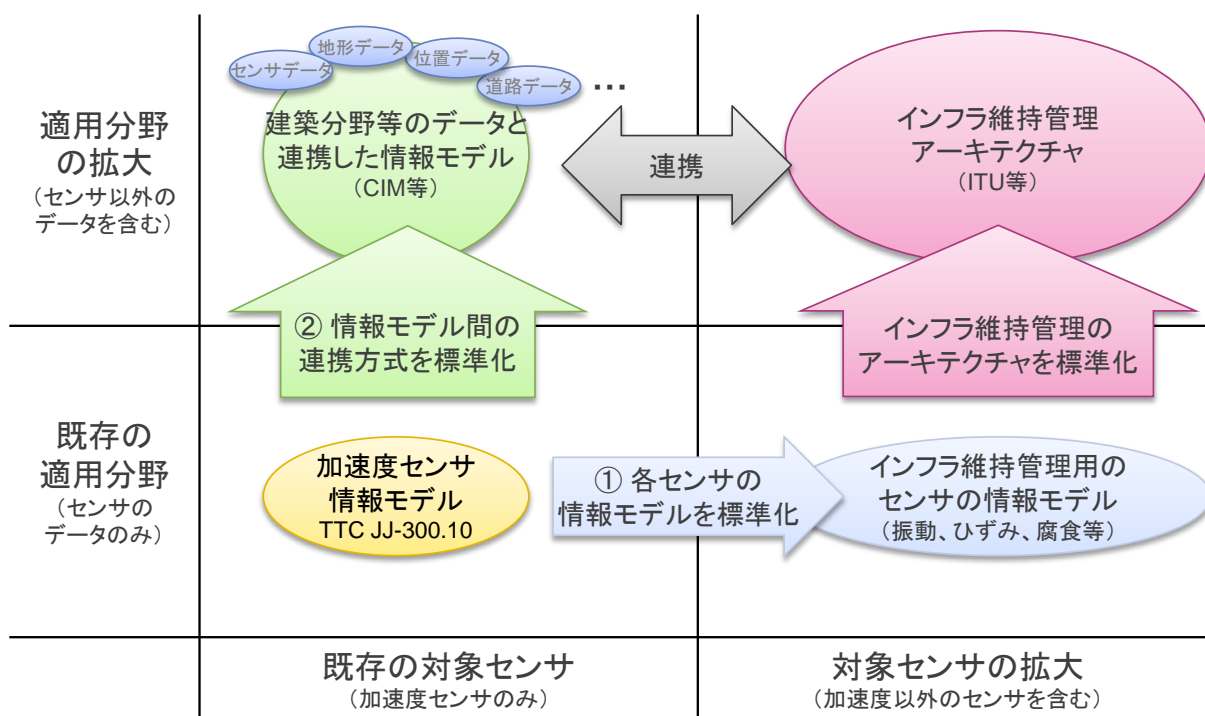 地形データ
センサデータ
位置データ
道路データ
…
適用分野
の拡大
(センサ以外の
データを含む)
建築分野等のデータと
連携した情報モデル
(CIM等)
連携
インフラ維持管理
アーキテクチャ
(ITU等)
② 情報モデル間の
連携方式を標準化
インフラ維持管理の
アーキテクチャを標準化
既存の
適用分野
(センサの
データのみ)
加速度センサ
情報モデル
TTC JJ-300.10
① 各センサの
情報モデルを標準化
インフラ維持管理用の
センサの情報モデル
(振動、ひずみ、腐食等)
既存の対象センサ
(加速度センサのみ)
対象センサの拡大
(加速度以外のセンサを含む)